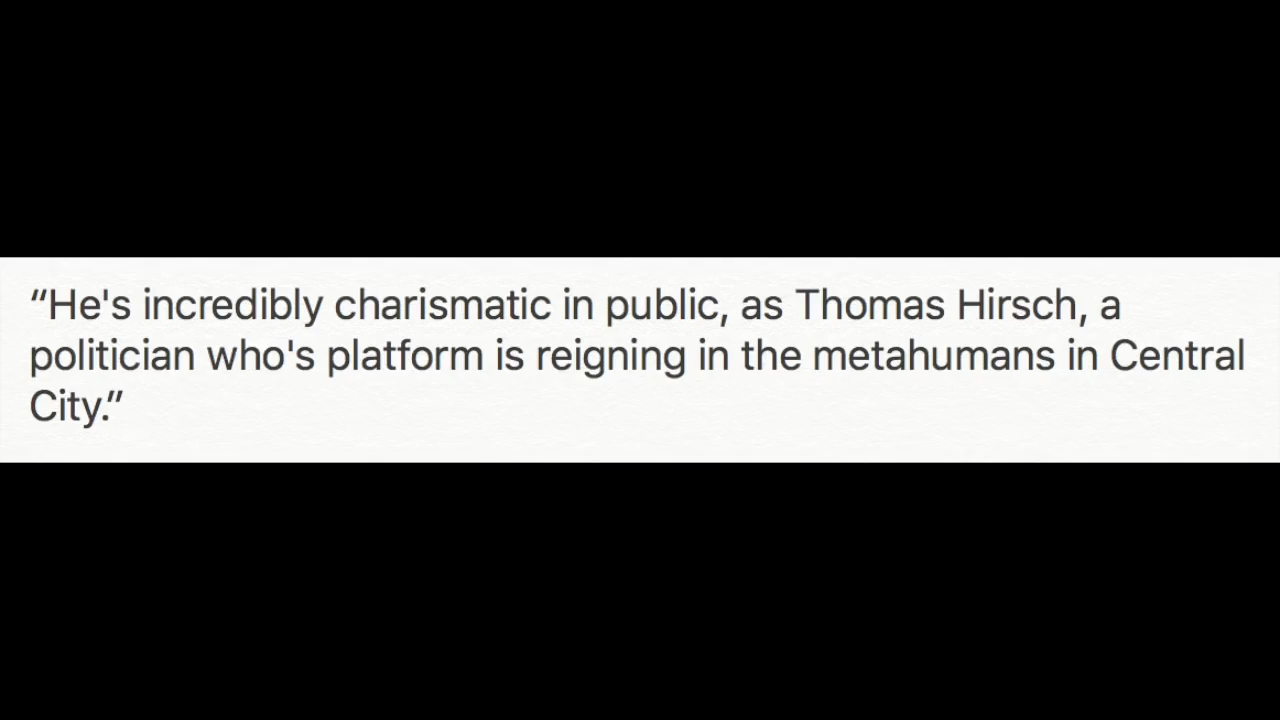 “He's incredibly charismatic in public, as Thomas Hirsch, a
politician who's platform is reigning in the metahumans in Central
City.”